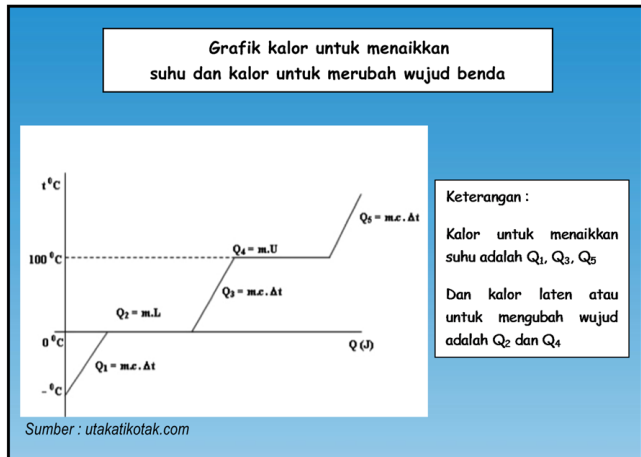 Grafik kalor untuk menaikkan
suhu dan kalor untuk merubah wujud benda
t⁰C
Q₅ = m.c.Δt
Q₄ = m.U
100 ⁰C
Q₃ = m.c.Δt
Q₂ = m.L
0 ⁰C
Q (J)
Q₁ = m.c.Δt
- ⁰C
Keterangan :
Kalor untuk menaikkan
suhu adalah Q₁, Q₃, Q₅
Dan kalor laten atau
untuk mengubah wujud
adalah Q₂ dan Q₄
Sumber : utakatikotak.com